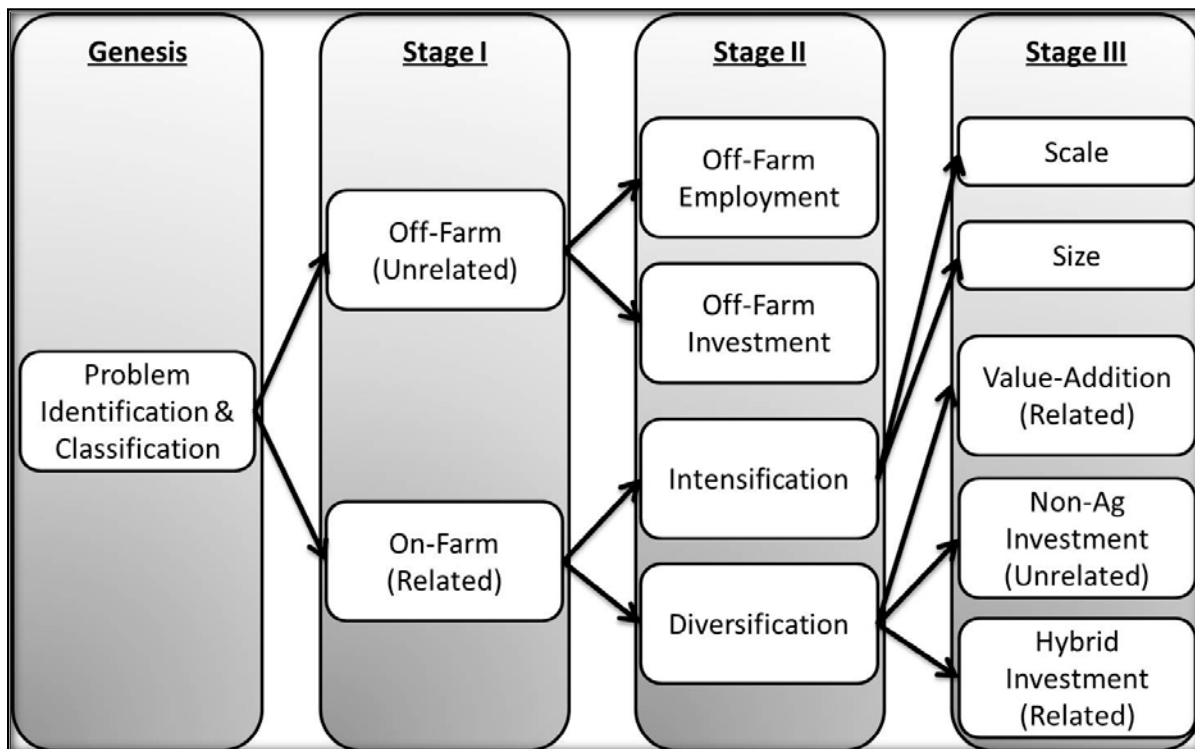 Genesis
Problem
Identification &
Classification
Stage I
Off-Farm
(Unrelated)
On-Farm
(Related)
Stage II
Off-Farm
Employment
Off-Farm
Investment
Intensification
Diversification
Stage III
Scale
Size
Value-Addition
(Related)
Non-Ag
Investment
(Unrelated)
Hybrid
Investment
(Related)